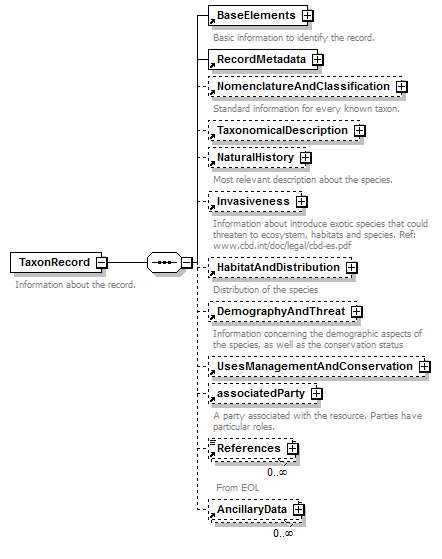 BaseElements
Basic information to identify the record.
RecordMetadata
NomenclatureAndClassification
Standard information for every known taxon.
TaxonomicalDescription
NaturalHistory
Most relevant description about the species.
Invasiveness
Information about introduce exotic species that could
threaten to ecosystem, habitats and species. Ref:
www.cbd.int/doc/legal/cbd-es.pdf
TaxonRecord
Information about the record.
HabitatAndDistribution
Distribution of the species
DemographyAndThreat
Information concerning the demographic aspects of
the species, as well as the conservation status
UsesManagementAndConservation
associatedParty
A party associated with the resource. Parties have
particular roles.
References
0..∞
From EOL
AncillaryData
0..∞